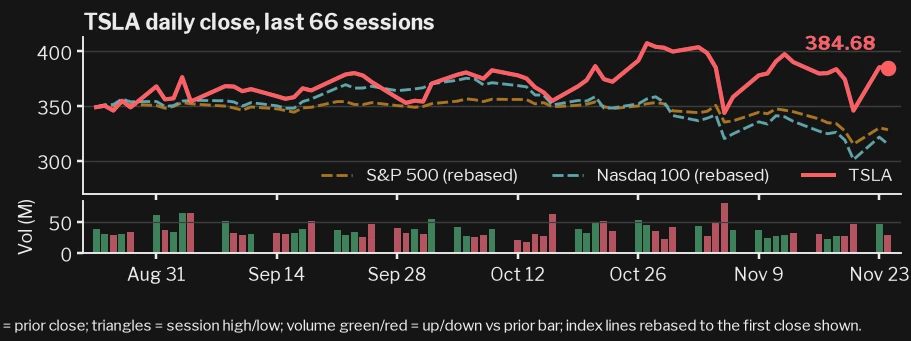 TSLA daily close, last 66 sessions
384.68
400
350
300
S&P 500 (rebased)
Nasdaq 100 (rebased)
TSLA
Vol (M)
50
0
Aug 31
Sep 14
Sep 28
Oct 12
Oct 26
Nov 9
Nov 23
= prior close; triangles = session high/low; volume green/red = up/down vs prior bar; index lines rebased to the first close shown.